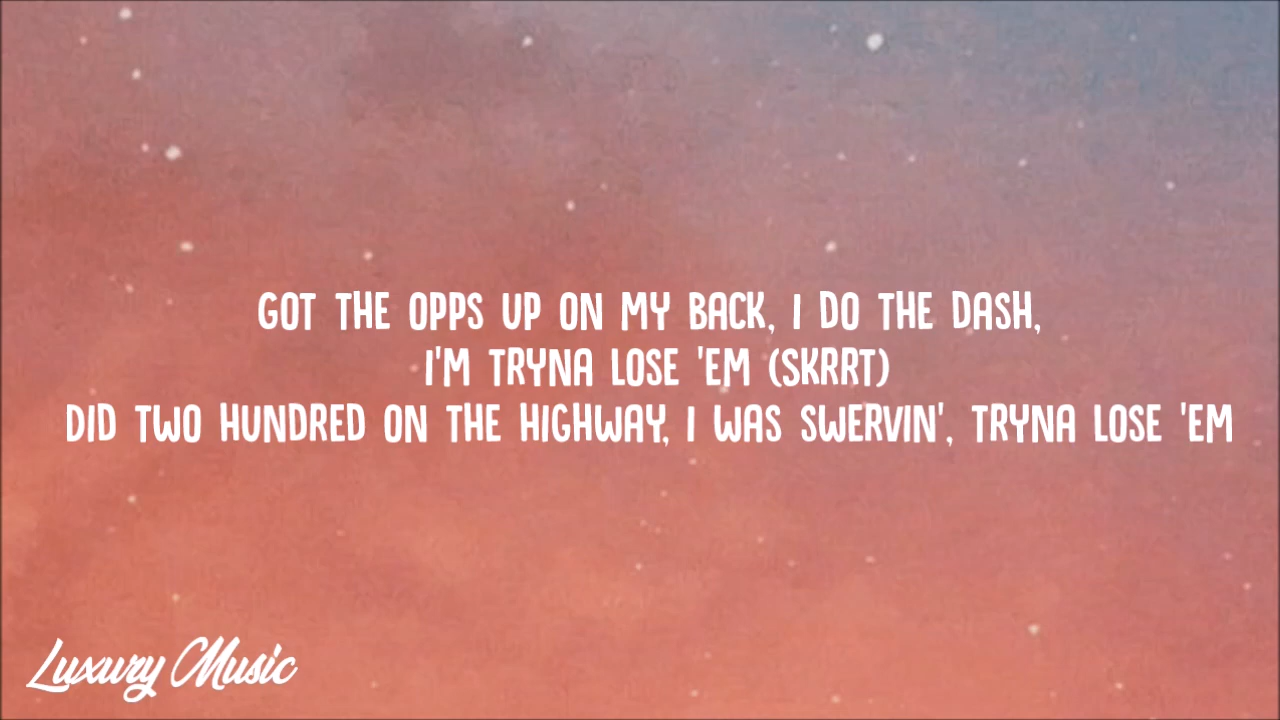 GOT THE OPPS UP ON MY BACK, I DO THE DASH,
I'M TRYNA LOSE 'EM (SKRRT)
DID TWO HUNDRED ON THE HIGHWAY, I WAS SWERVIN', TRYNA LOSE 'EM
Luxury Music